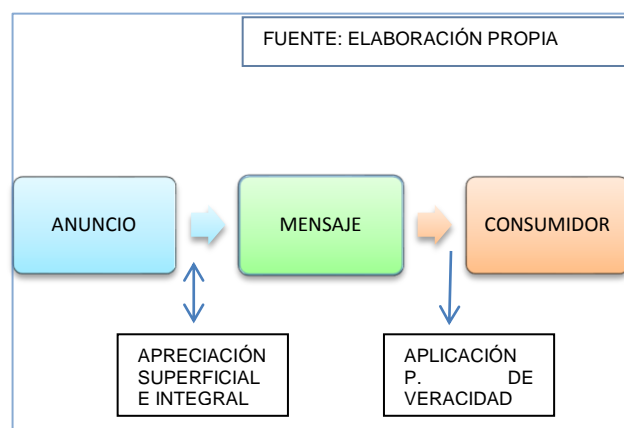 FUENTE: ELABORACIÓN PROPIA
ANUNCIO
MENSAJE
CONSUMIDOR
APRECIACIÓN
SUPERFICIAL
E INTEGRAL
APLICACIÓN
P. DE
VERACIDAD